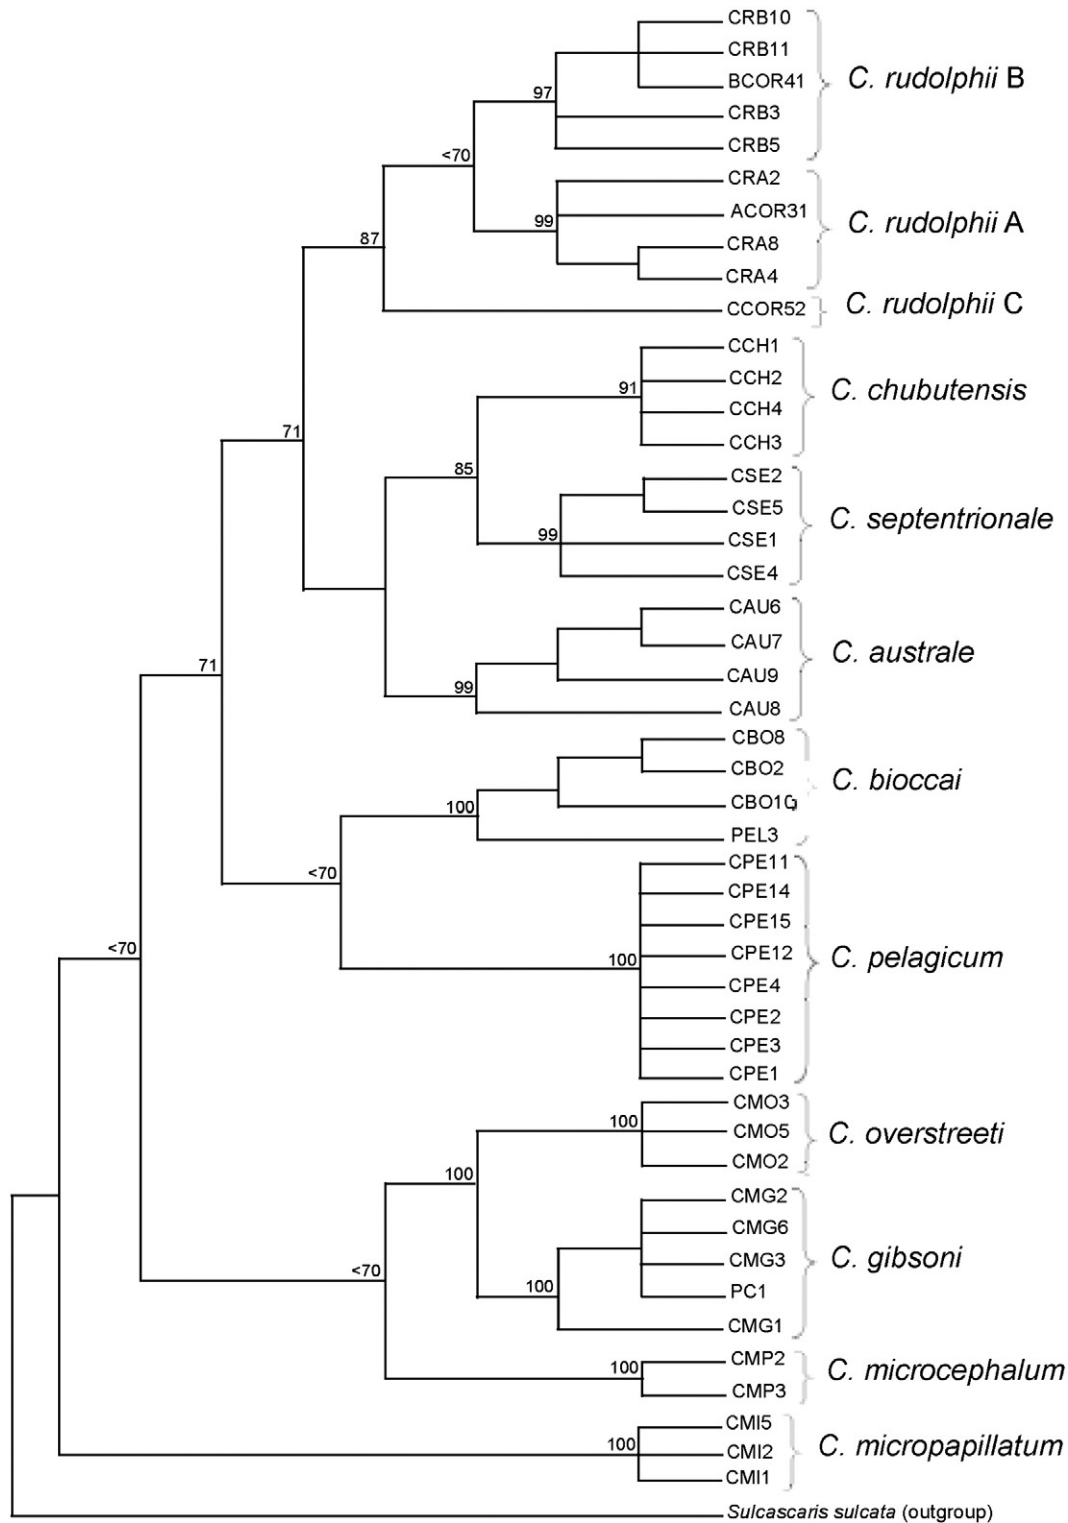 CRB10
CRB11
BCOR41
C. rudolphii B
97
CRB3
CRB5
<70
CRA2
ACOR31
99
C. rudolphii A
87
CRA8
CRA4
CCOR52
C. rudolphii C
CCH1
CCH2
91
C. chubutensis
CCH4
71
CCH3
85
CSE2
CSE5
C. septentrionale
99
CSE1
CSE4
CAU6
CAU7
C. australe
71
CAU9
99
CAU8
CBO8
CBO2
C. bioccai
CBO10
100
PEL3
CPE11
<70
CPE14
CPE15
<70
CPE12
C. pelagicum
100
CPE4
CPE2
CPE3
CPE1
CMO3
100
CMO5
C. overstreeti
CMO2
100
CMG2
CMG6
CMG3
C. gibsoni
<70
100
PC1
CMG1
CMP2
100
C. microcephalum
CMP3
CMI5
100
CMI2
C. micropapillatum
CMI1
Sulcascaris sulcata (outgroup)